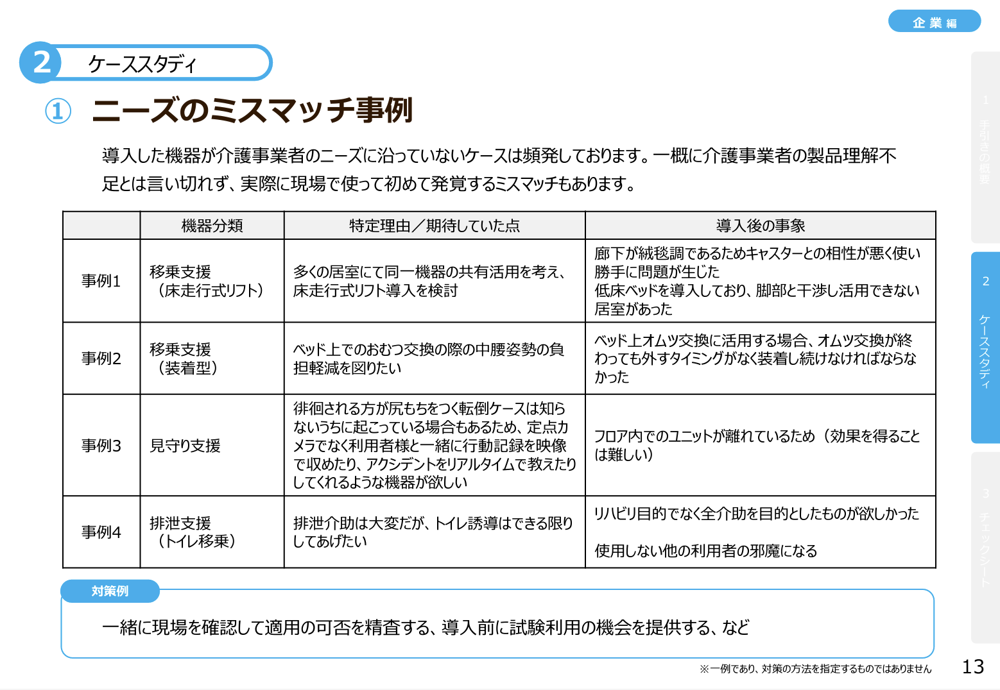 企業編
2
ケーススタディ
① ニーズのミスマッチ事例
導入した機器が介護事業者のニーズに沿っていないケースは頻発しております。一概に介護事業者の製品理解不
足とは言い切れず、実際に現場で使って初めて発覚するミスマッチもあります。
機器分類
特定理由／期待していた点
導入後の事象
事例1
移乗支援
（床走行式リフト）
多くの居室にて同一機器の共有活用を考え、
床走行式リフト導入を検討
廊下が絨毯調であるためキャスターとの相性が悪く使い
勝手に問題が生じた
低床ベッドを導入しており、脚部と干渉し活用できない
居室があった
事例2
移乗支援
（装着型）
ベッド上でのおむつ交換の際の中腰姿勢の負
担軽減を図りたい
ベッド上オムツ交換に活用する場合、オムツ交換が終
わっても外すタイミングがなく装着し続けなければならな
かった
事例3
見守り支援
徘徊される方が尻もちをつく転倒ケースは知ら
ないうちに起こっている場合もあるため、定点カ
メラでなく利用者様と一緒に行動記録を映像
で収めたり、アクシデントをリアルタイムで教えたり
してくれるような機器が欲しい
フロア内でのユニットが離れているため（効果を得ること
は難しい）
事例4
排泄支援
（トイレ移乗）
排泄介助は大変だが、トイレ誘導はできる限り
してあげたい
リハビリ目的でなく全介助を目的としたものが欲しかった
使用しない他の利用者の邪魔になる
対策例
一緒に現場を確認して適用の可否を精査する、導入前に試験利用の機会を提供する、など
※一例であり、対策の方法を指定するものではありません
13
1 手引きの概要
2 ケーススタディ
3 チェックシート